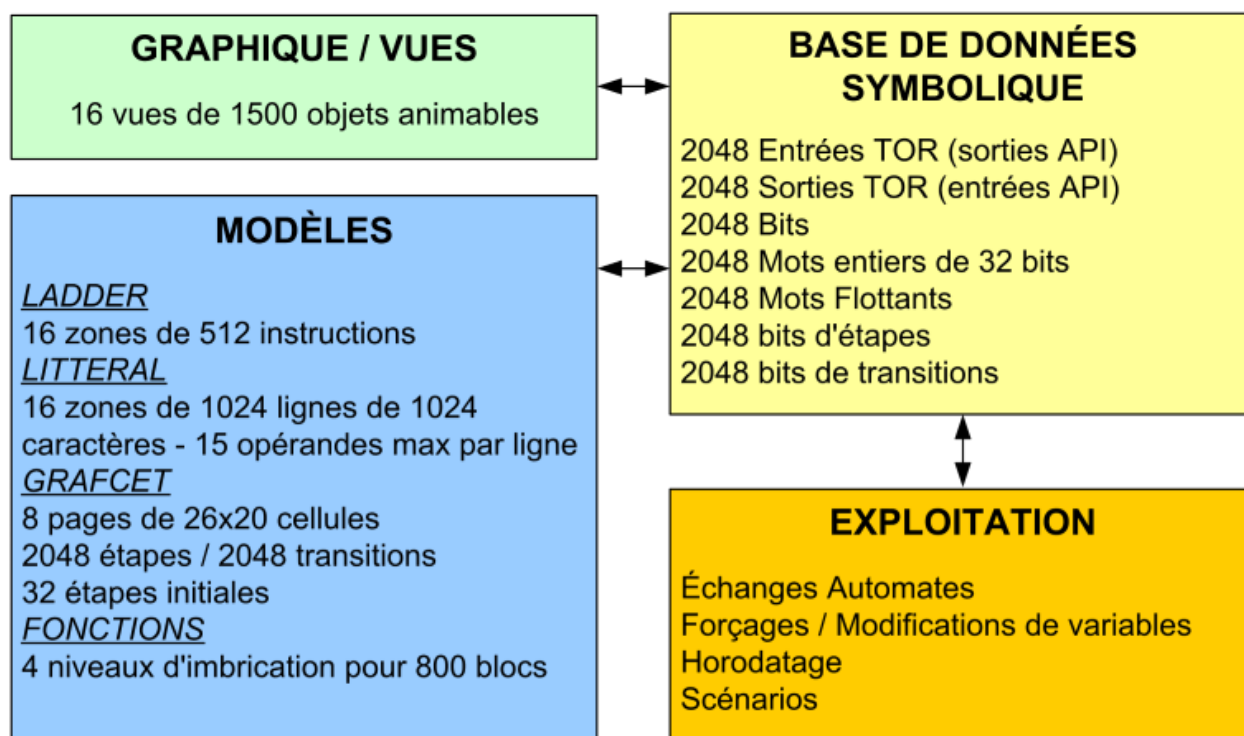 GRAPHIQUE / VUES
16 vues de 1500 objets animables
MODÈLES
LADDER
16 zones de 512 instructions
LITTERAL
16 zones de 1024 lignes de 1024
caractères - 15 opérandes max par ligne
GRAFCET
8 pages de 26x20 cellules
2048 étapes / 2048 transitions
32 étapes initiales
FONCTIONS
4 niveaux d'imbrication pour 800 blocs
BASE DE DONNÉES
SYMBOLIQUE
2048 Entrées TOR (sorties API)
2048 Sorties TOR (entrées API)
2048 Bits
2048 Mots entiers de 32 bits
2048 Mots Flottants
2048 bits d'étapes
2048 bits de transitions
EXPLOITATION
Échanges Automates
Forçages / Modifications de variables
Horodatage
Scénarios